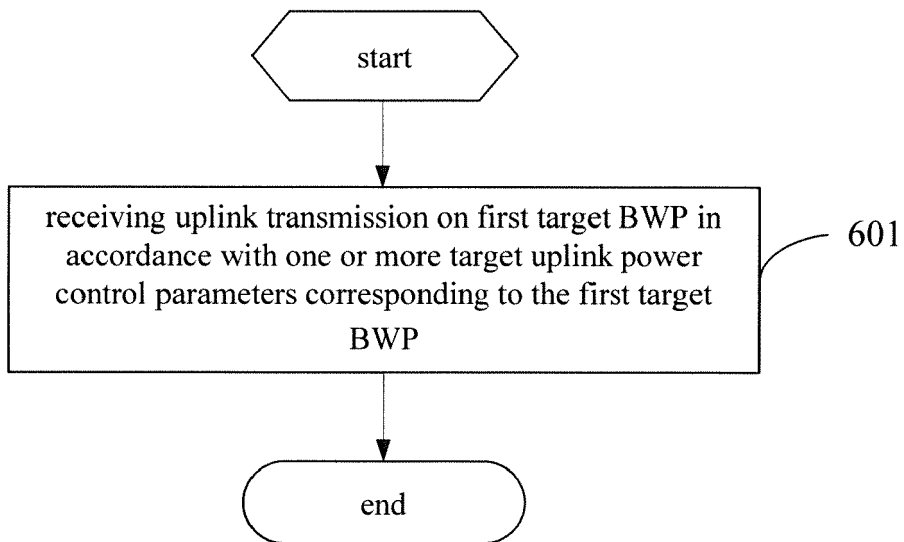 start
receiving uplink transmission on first target BWP in
accordance with one or more target uplink power
control parameters corresponding to the first target
BWP
601
end